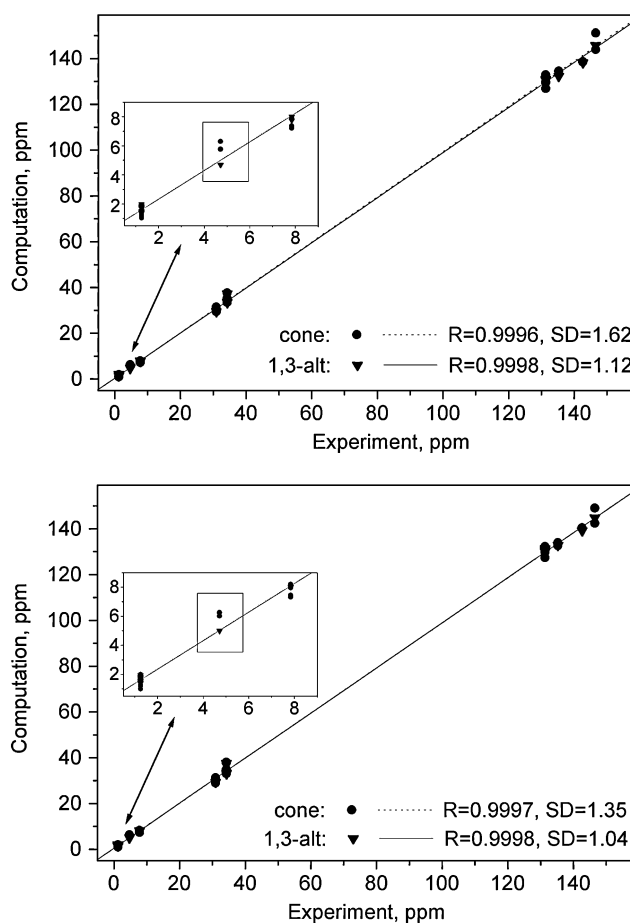 140
120
100
80
60
40
20
0
Computation, ppm
8
6
4
2
2 4 6 8
cone: R=0.9996, SD=1.62
1,3-alt: R=0.9998, SD=1.12
0 20 40 60 80 100 120 140
Experiment, ppm
140
120
100
80
60
40
20
0
Computation, ppm
8
6
4
2
2 4 6 8
cone: R=0.9997, SD=1.35
1,3-alt: R=0.9998, SD=1.04
0 20 40 60 80 100 120 140
Experiment, ppm